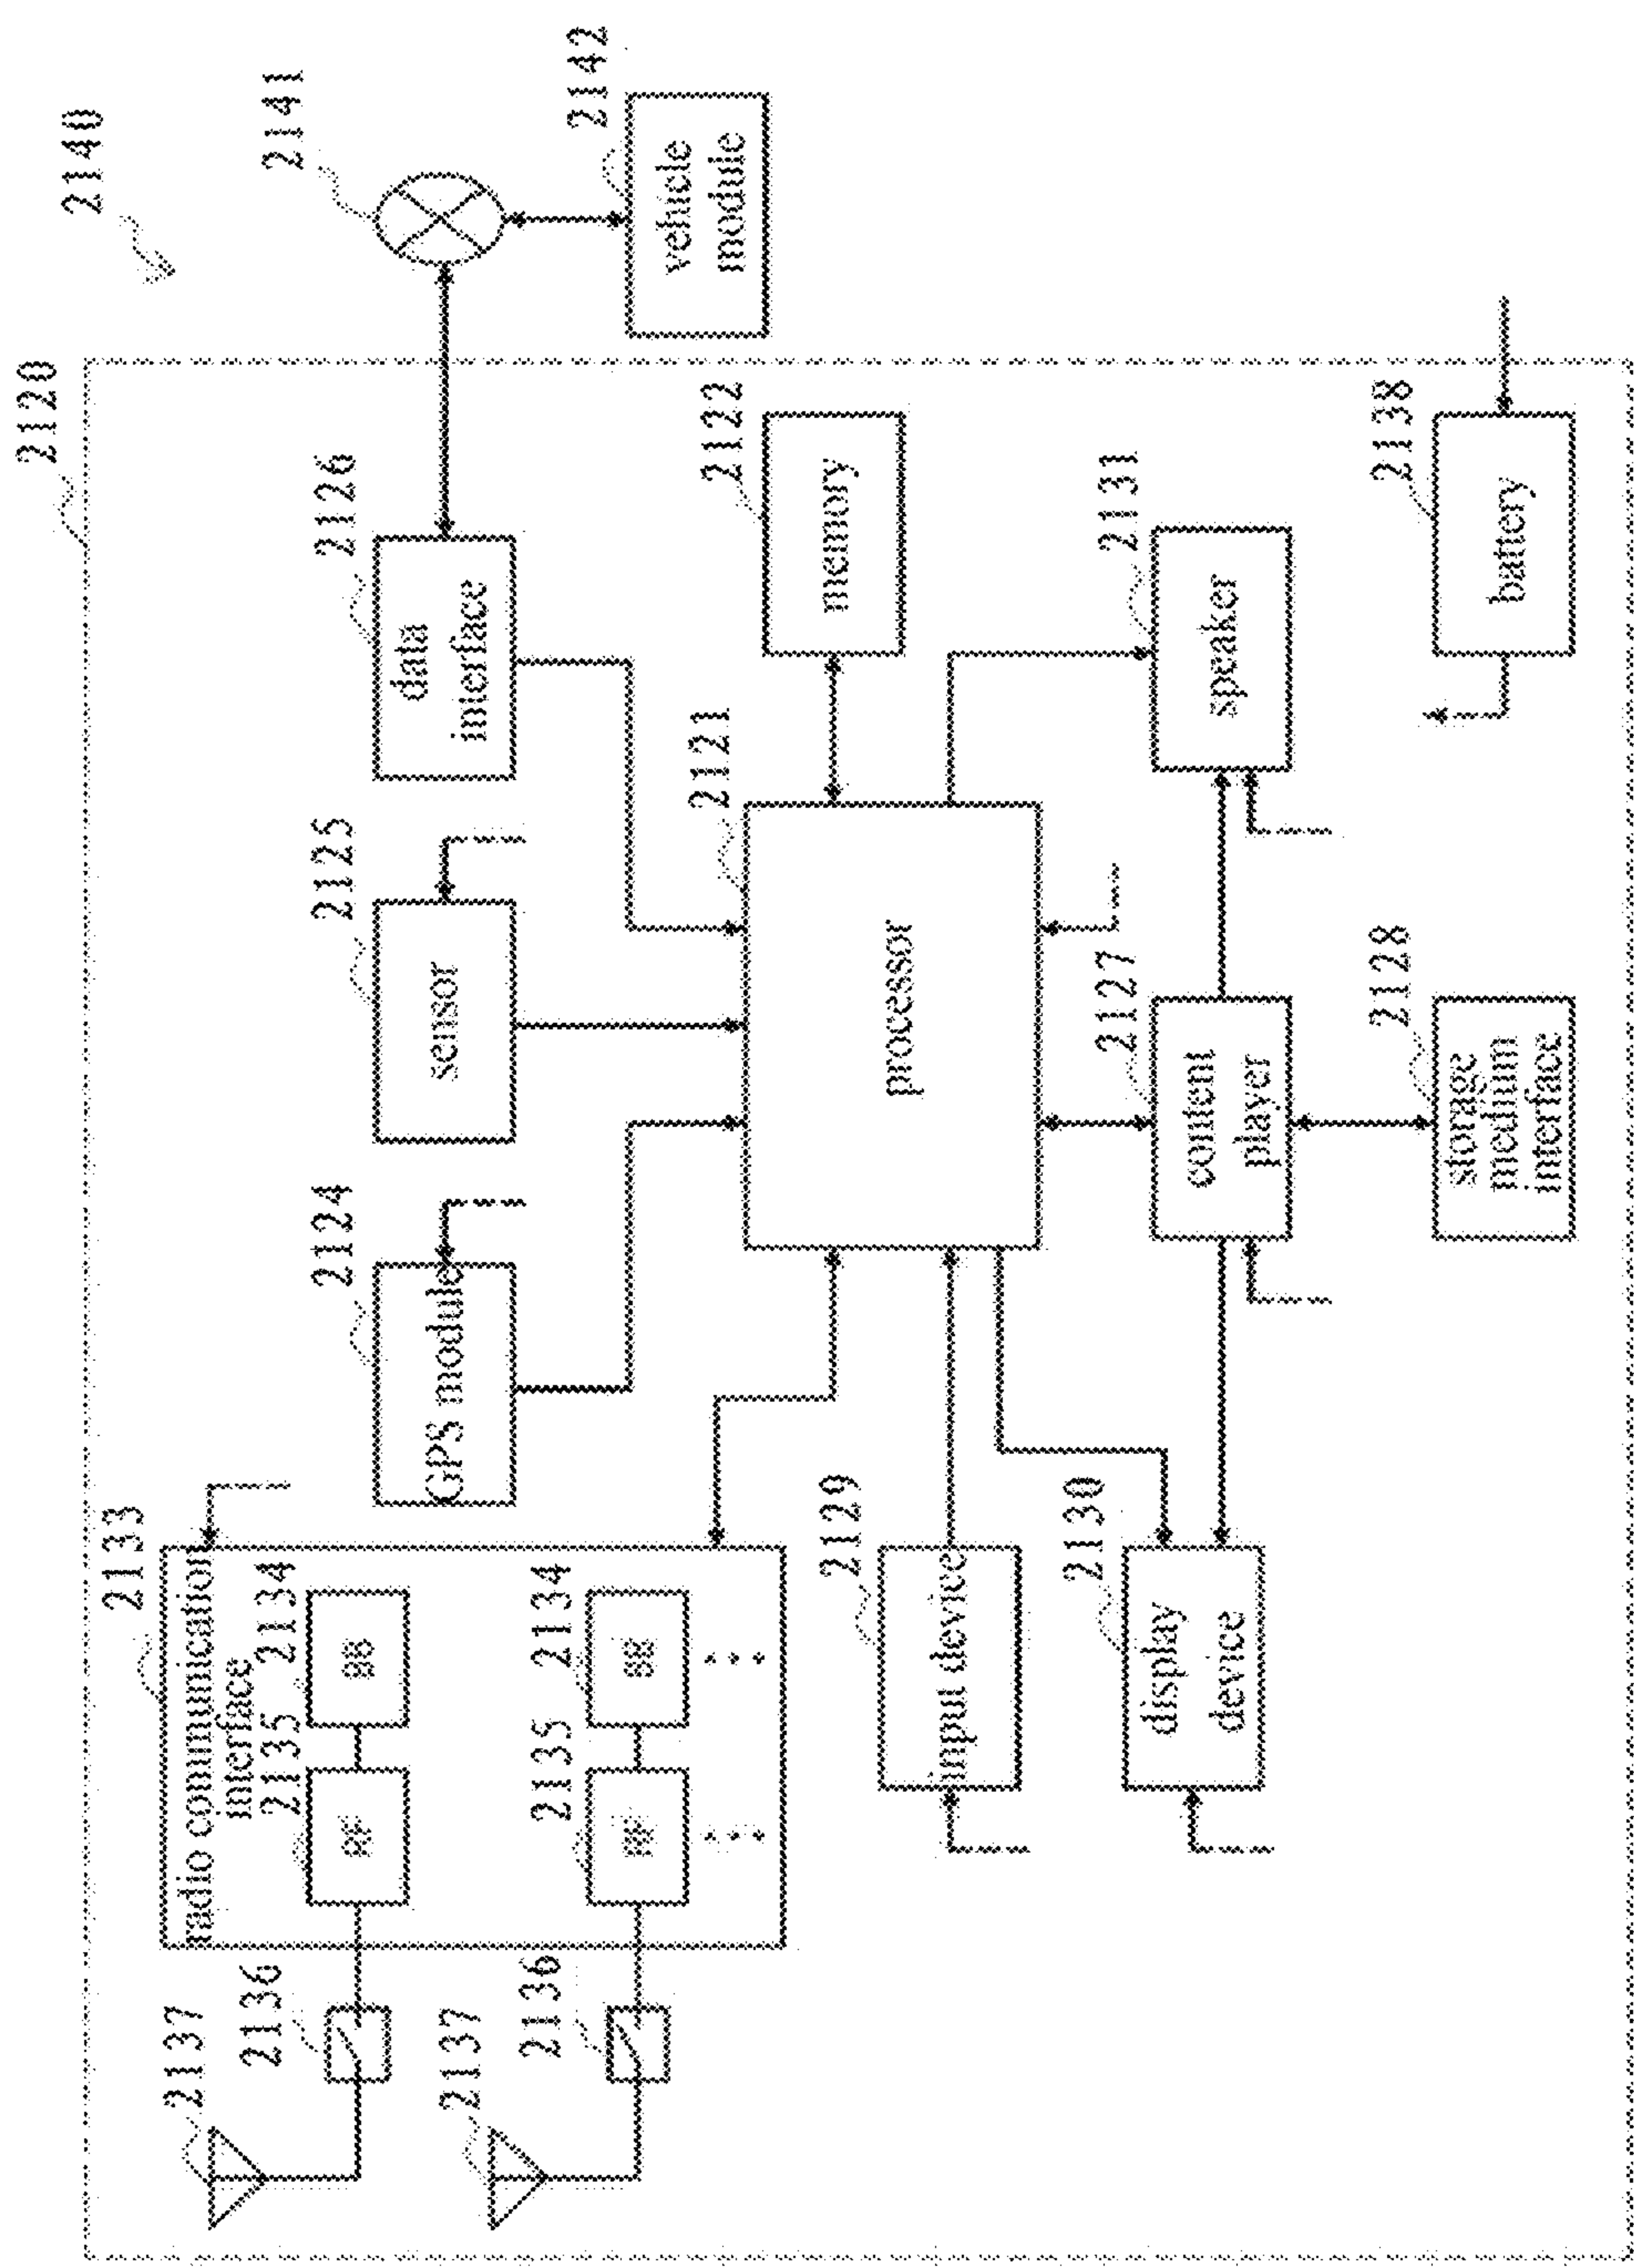 2140
2120
2141
2142
vehicle
module
2133
radio communication
interface
2134
BB
2135
RF
2134
BB
2135
RF
2137
2136
2137
2136
2124
GPS module
2125
sensor
2126
data
interface
2121
processor
2122
memory
2129
input device
2130
display
device
2127
content
player
2131
speaker
2128
storage
medium
interface
2138
battery